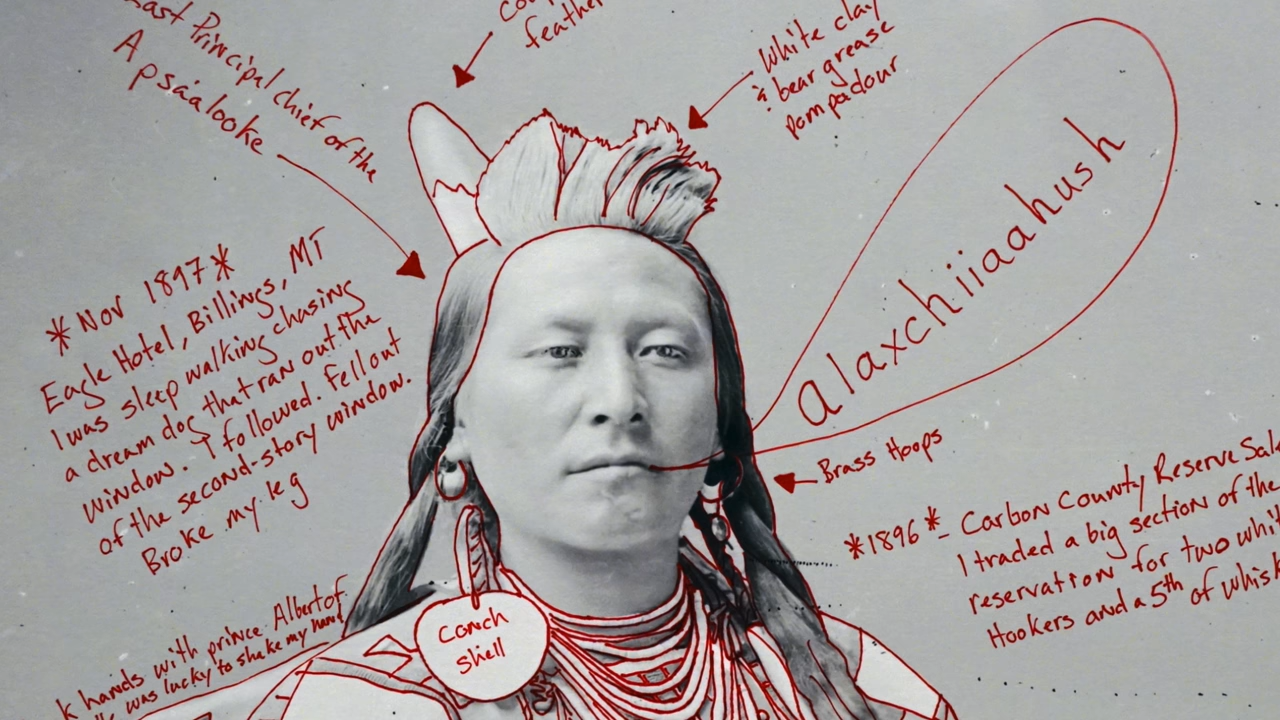 Last Principal chief of the
Apsáalooke
feather
White clay
& bear grease
pompadour
alaxchiiaahush
*Nov 1897*
Eagle Hotel, Billings, MT
I was sleep walking chasing
a dream dog that ran out the
window. I followed. Fell out
of the second-story window.
Broke my leg
Brass Hoops
*1896*- Carbon County Reserve
I traded a big section of the
reservation for two
Hookers and a 5th of
hands with prince Albert of
was lucky to shake my hand
Conch
shell